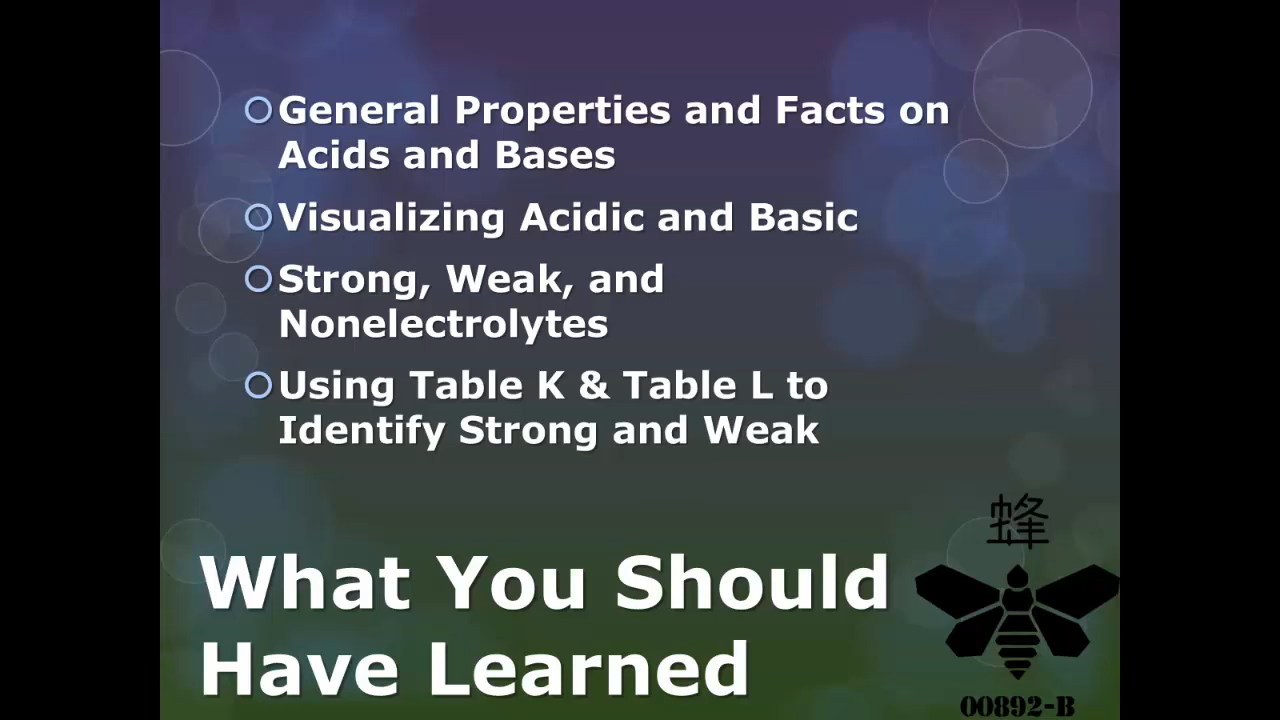 General Properties and Facts on
Acids and Bases
Visualizing Acidic and Basic
Strong, Weak, and
Nonelectrolytes
Using Table K & Table L to
Identify Strong and Weak
What You Should
Have Learned
蜂
00892-B